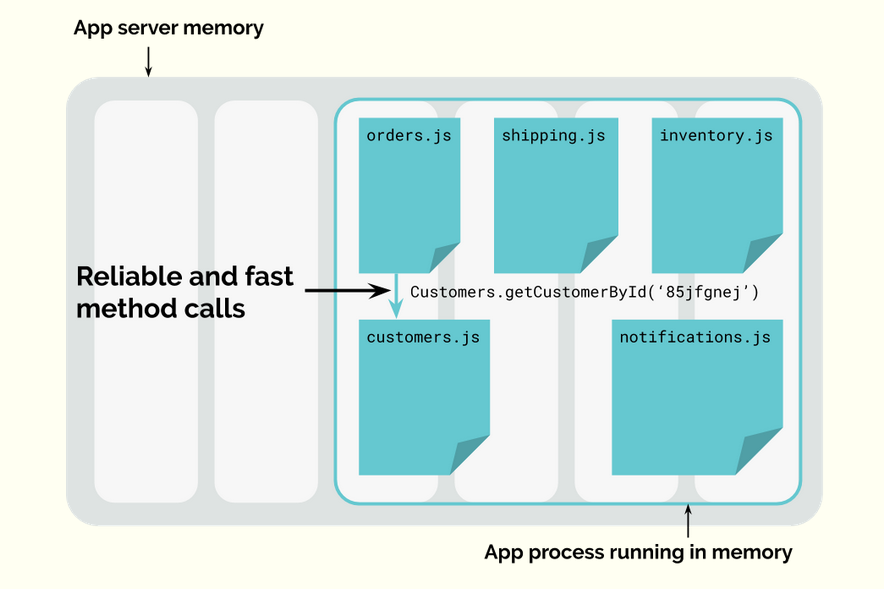 App server memory
orders.js
shipping.js
inventory.js
Reliable and fast
method calls
Customers.getCustomerById(‘85jfgnej’)
customers.js
notifications.js
App process running in memory